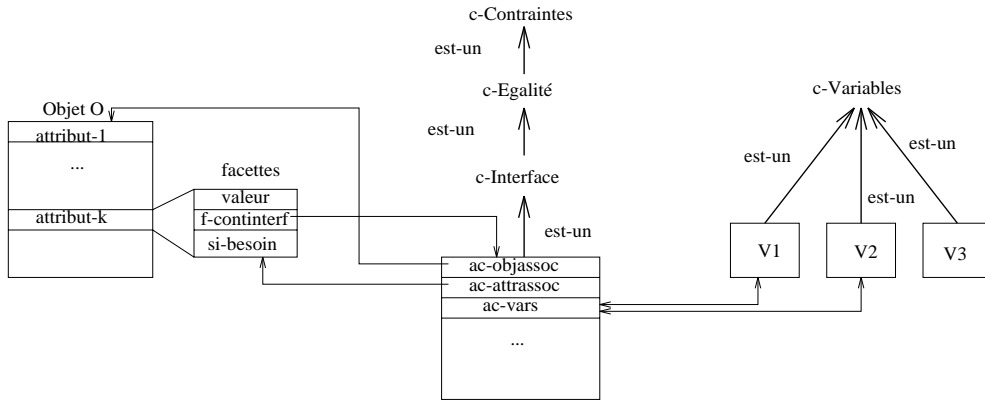 c-Contraintes
est-un
c-Egalité
est-un
c-Interface
est-un
c-Variables
est-un
est-un
est-un
Objet O
attribut-1
...
attribut-k
facettes
valeur
f-continterf
si-besoin
ac-objassoc
ac-attrassoc
ac-vars
...
V1
V2
V3